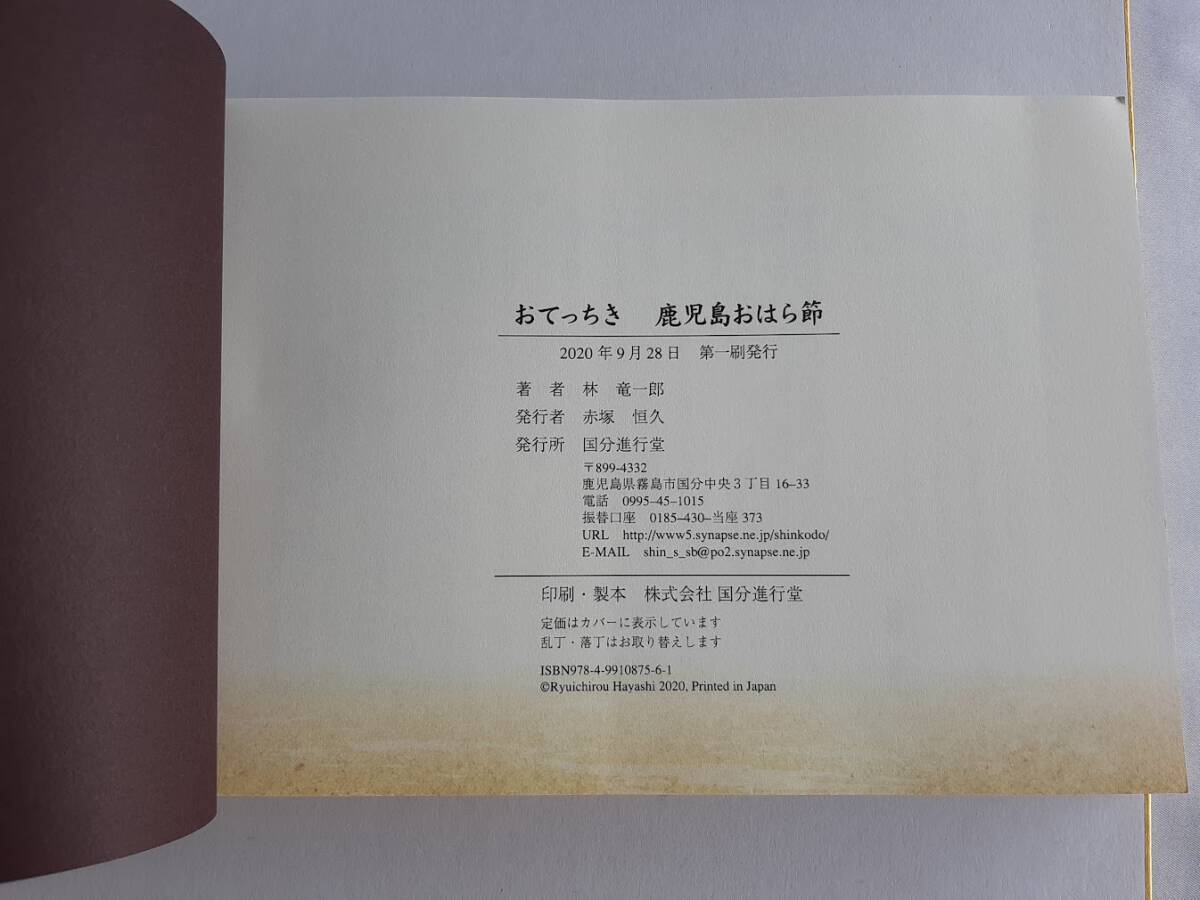 おてっちき　鹿児島おはら節
2020年9月28日　第一刷発行
著　者　林　竜一郎
発行者　赤塚　恒久
発行所　国分進行堂
〒899-4332
鹿児島県霧島市国分中央3丁目16–33
電話　0995–45–1015
振替口座　0185–430–当座373
URL　http://www5.synapse.ne.jp/shinkodo/
E-MAIL　shin_s_sb@po2.synapse.ne.jp
印刷・製本　株式会社 国分進行堂
定価はカバーに表示しています
乱丁・落丁はお取り替えします
ISBN978-4-9910875-6-1
©Ryuichirou Hayashi 2020, Printed in Japan